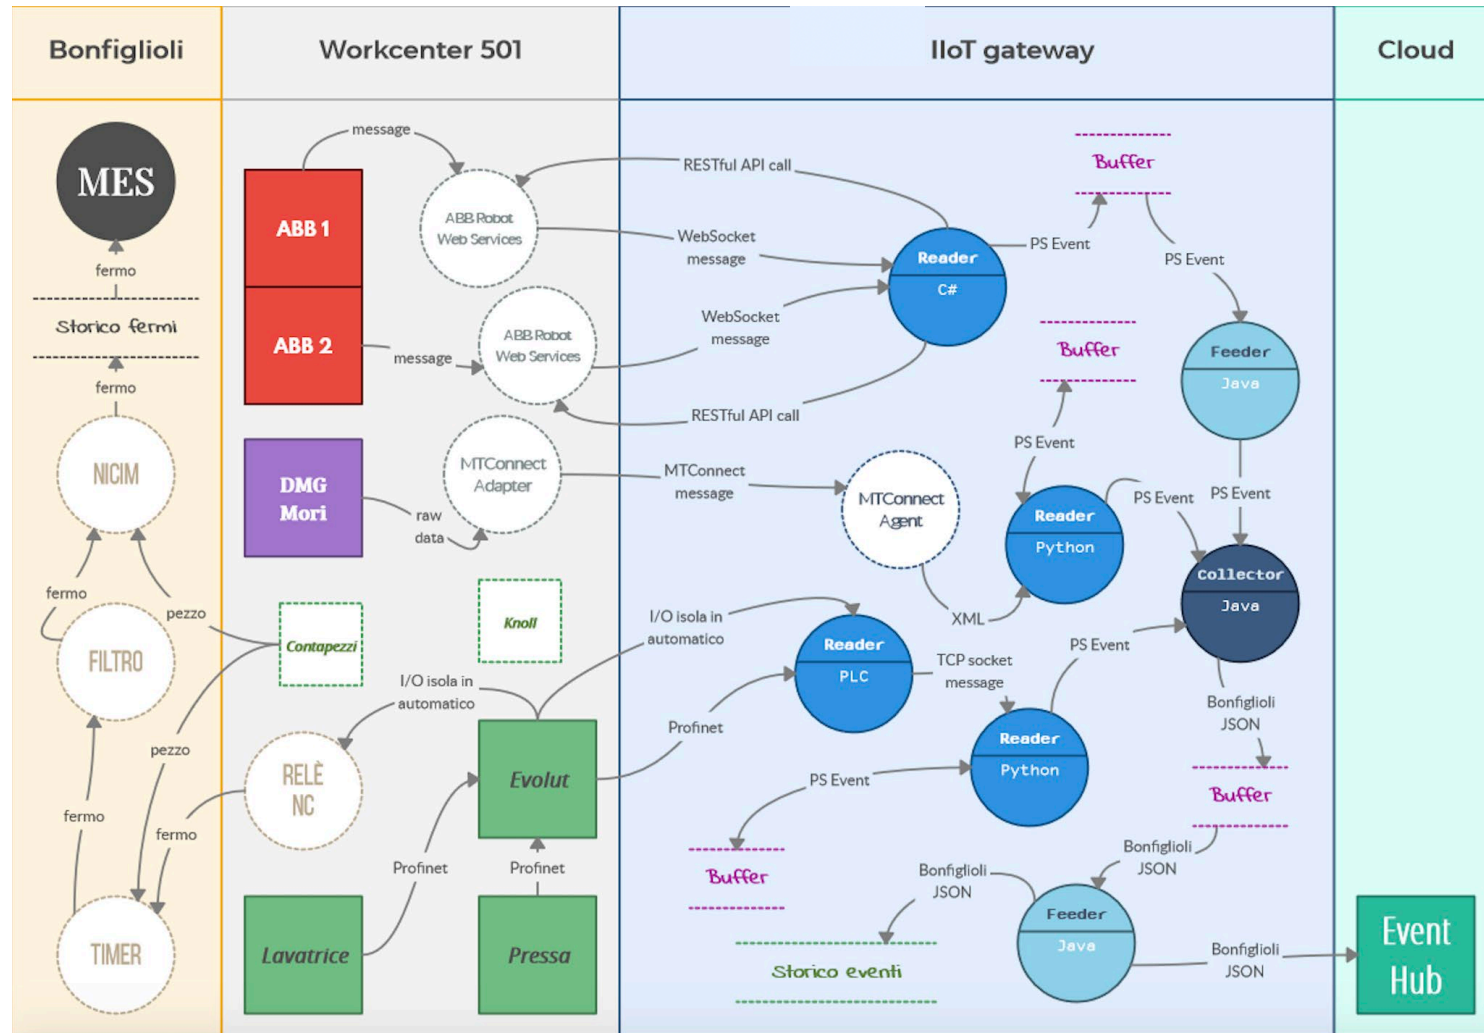 Bonfiglioli
Workcenter 501
IIoT gateway
Cloud
MES
fermo
Storico fermi
fermo
NICIM
fermo
pezzo
FILTRO
pezzo
fermo
fermo
TIMER
message
ABB 1
ABB Robot
Web Services
ABB 2
message
ABB Robot
Web Services
DMG
Mori
raw
data
MTConnect
Adapter
Contapezzi
Knoll
I/O isola in
automatico
RELÈ
NC
Evolut
Profinet
Profinet
Lavatrice
Pressa
RESTful API call
WebSocket
message
WebSocket
message
RESTful API call
Reader
C#
PS Event
Buffer
PS Event
Feeder
Java
Buffer
PS Event
MTConnect
message
MTConnect
Agent
XML
Reader
Python
PS Event
PS Event
Collector
Java
I/O isola in
automatico
Reader
PLC
Profinet
TCP socket
message
PS Event
Reader
Python
PS Event
Buffer
Bonfiglioli
JSON
Buffer
Bonfiglioli
JSON
Bonfiglioli
JSON
Feeder
Java
Storico eventi
Bonfiglioli
JSON
Event
Hub